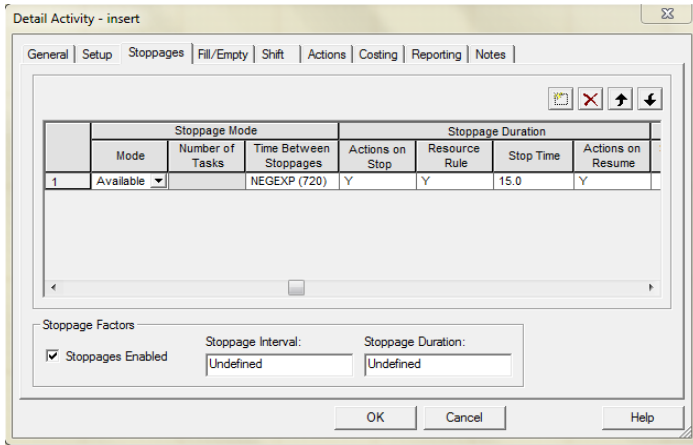 Detail Activity - insert
General Setup Stoppages Fill/Empty Shift Actions Costing Reporting Notes
Stoppage Mode Stoppage Duration
Mode Number of Tasks Time Between Stoppages Actions on Stop Resource Rule Stop Time Actions on Resume
1 Available NEGEXP (720) Y Y 15.0 Y
Stoppage Factors
Stoppage Interval: Stoppage Duration:
Stoppages Enabled Undefined Undefined
OK Cancel Help